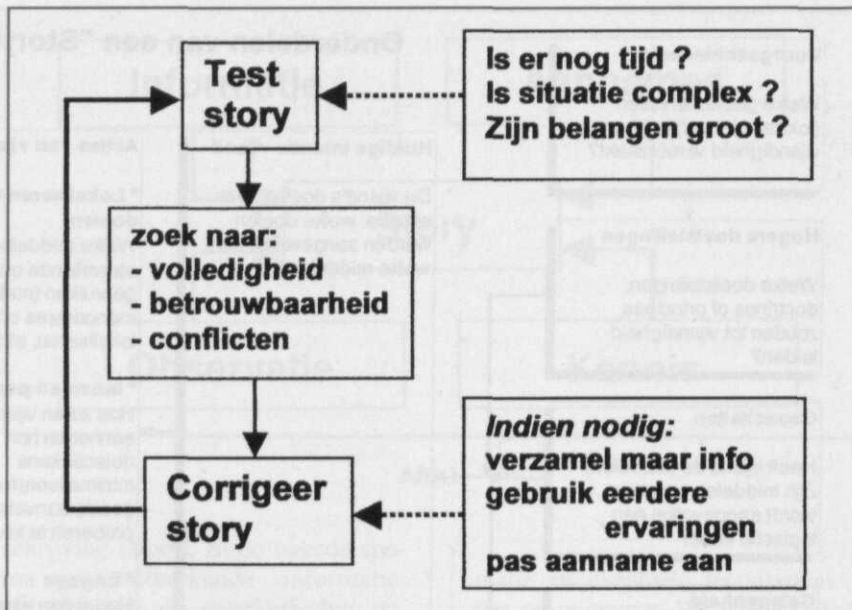 Test
story
Is er nog tijd ?
Is situatie complex ?
Zijn belangen groot ?
zoek naar:
- volledigheid
- betrouwbaarheid
- conflicten
Corrigeer
story
Indien nodig:
verzamel maar info
gebruik eerdere
ervaringen
pas aanname aan